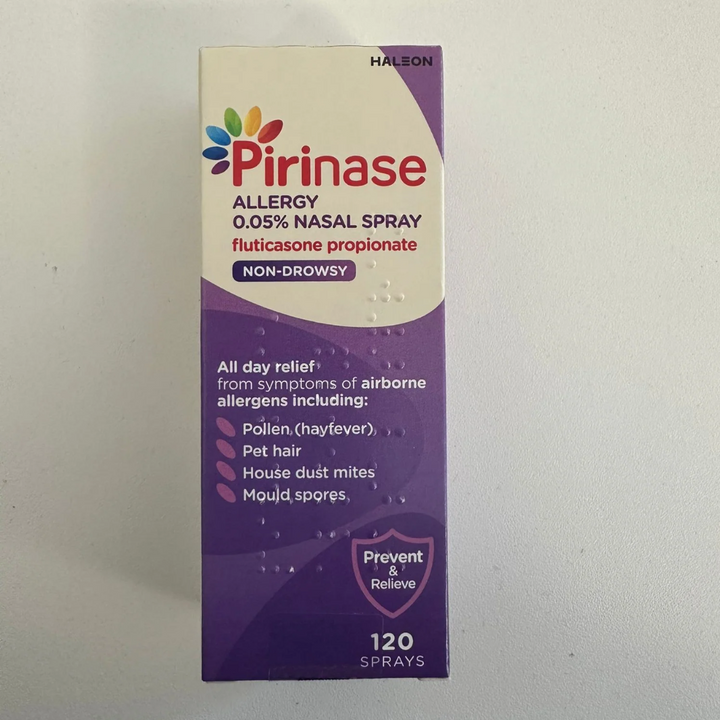 HALEON
Pirinase
ALLERGY
0.05% NASAL SPRAY
fluticasone propionate
NON-DROWSY
All day relief
from symptoms of airborne
allergens including:
Pollen (hayfever)
Pet hair
House dust mites
Mould spores
Prevent
&
Relieve
120
SPRAYS